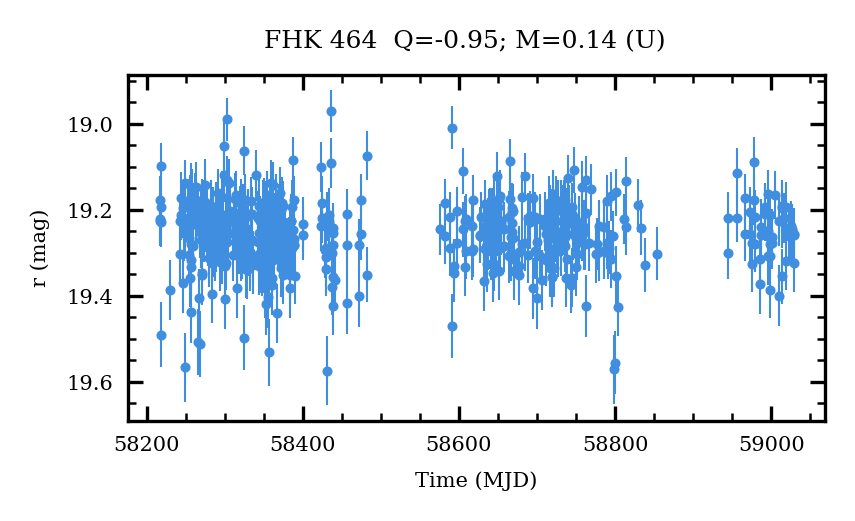 FHK 464 Q=-0.95; M=0.14 (U)
19.0
19.2
19.4
19.6
r (mag)
58200 58400 58600 58800 59000
Time (MJD)